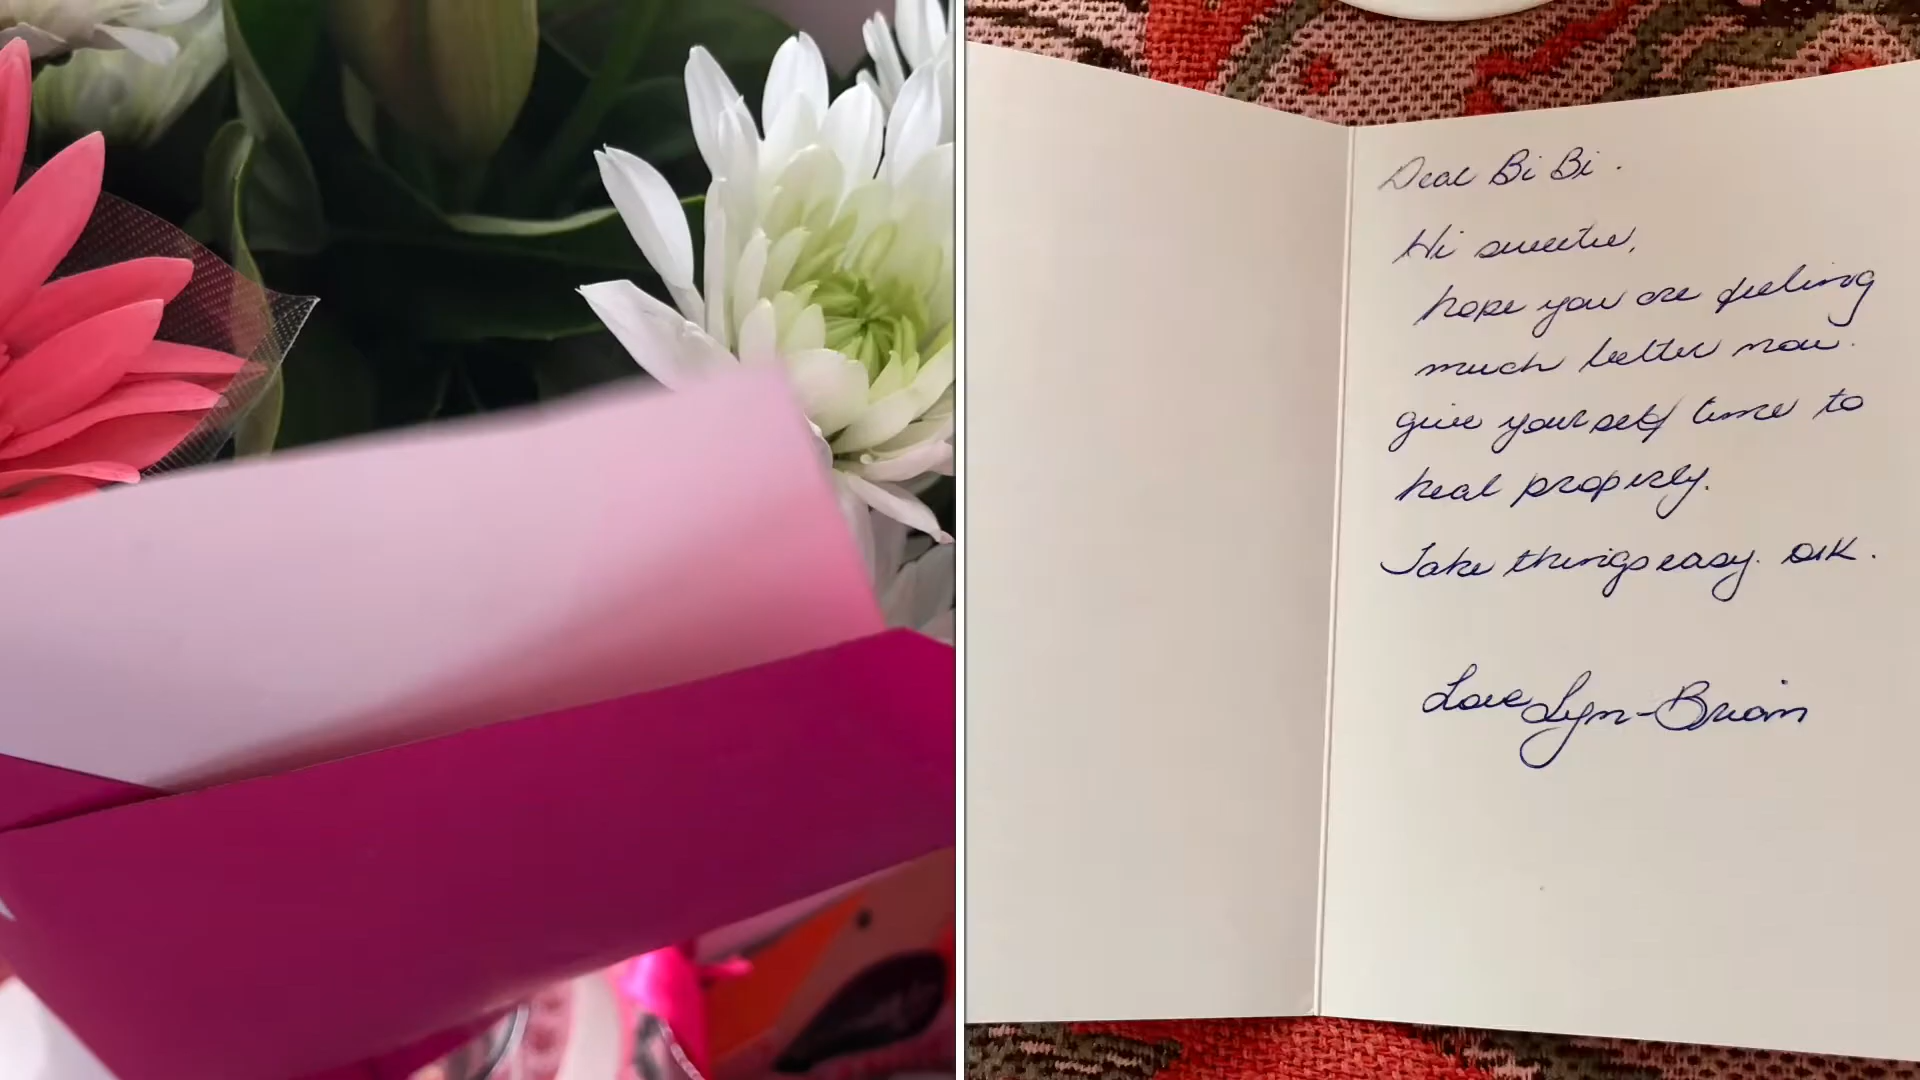 Dear Bi Bi.
Hi sweetie,
hope you are feeling
much better now.
give yourself time to
heal properly.
Take things easy. OK.
Love Lyn-Brian